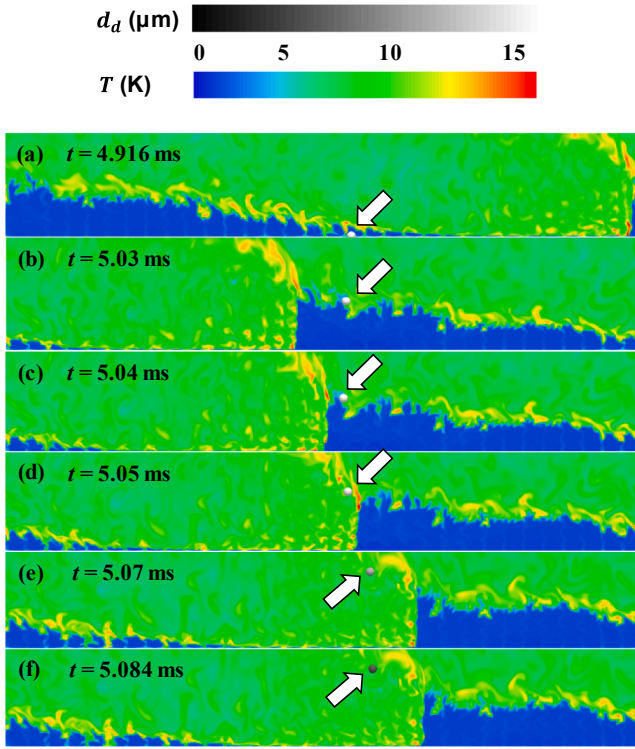 d_d (μm)
0 5 10 15
T (K)
(a) t = 4.916 ms
(b) t = 5.03 ms
(c) t = 5.04 ms
(d) t = 5.05 ms
(e) t = 5.07 ms
(f) t = 5.084 ms